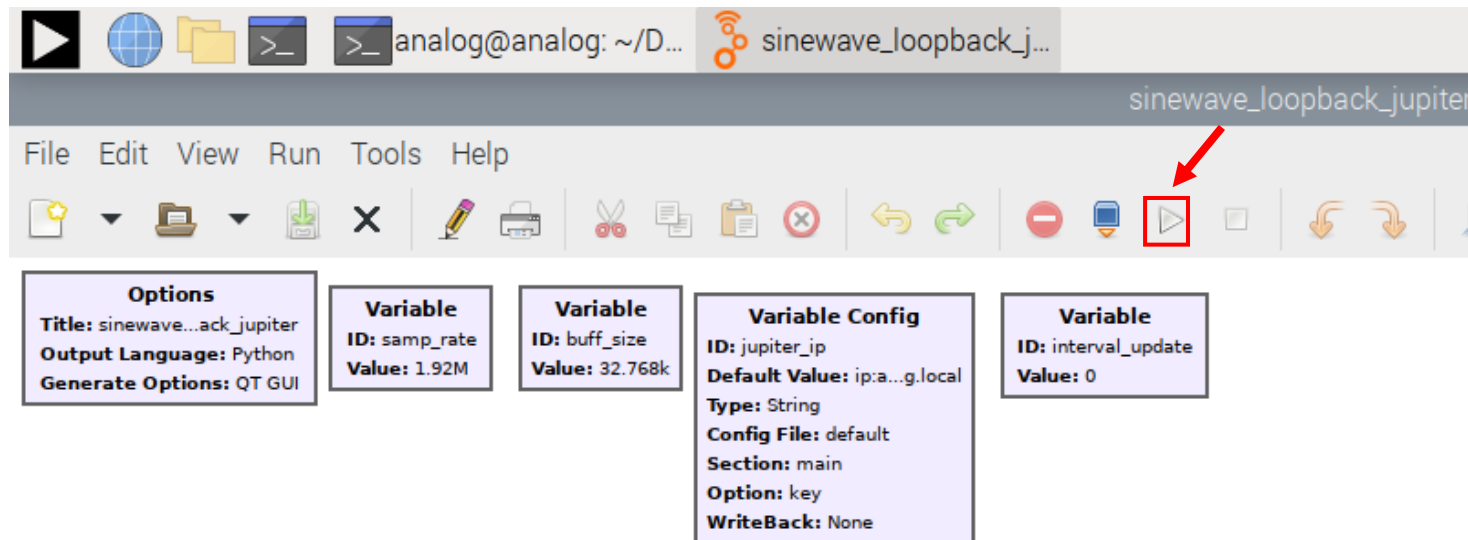 analog@analog: ~/D...
sinewave_loopback_j...
sinewave_loopback_jupiter
File Edit View Run Tools Help
Options
Title: sinewave...ack_jupiter
Output Language: Python
Generate Options: QT GUI
Variable
ID: samp_rate
Value: 1.92M
Variable
ID: buff_size
Value: 32.768k
Variable Config
ID: jupiter_ip
Default Value: ip:a...g.local
Type: String
Config File: default
Section: main
Option: key
WriteBack: None
Variable
ID: interval_update
Value: 0